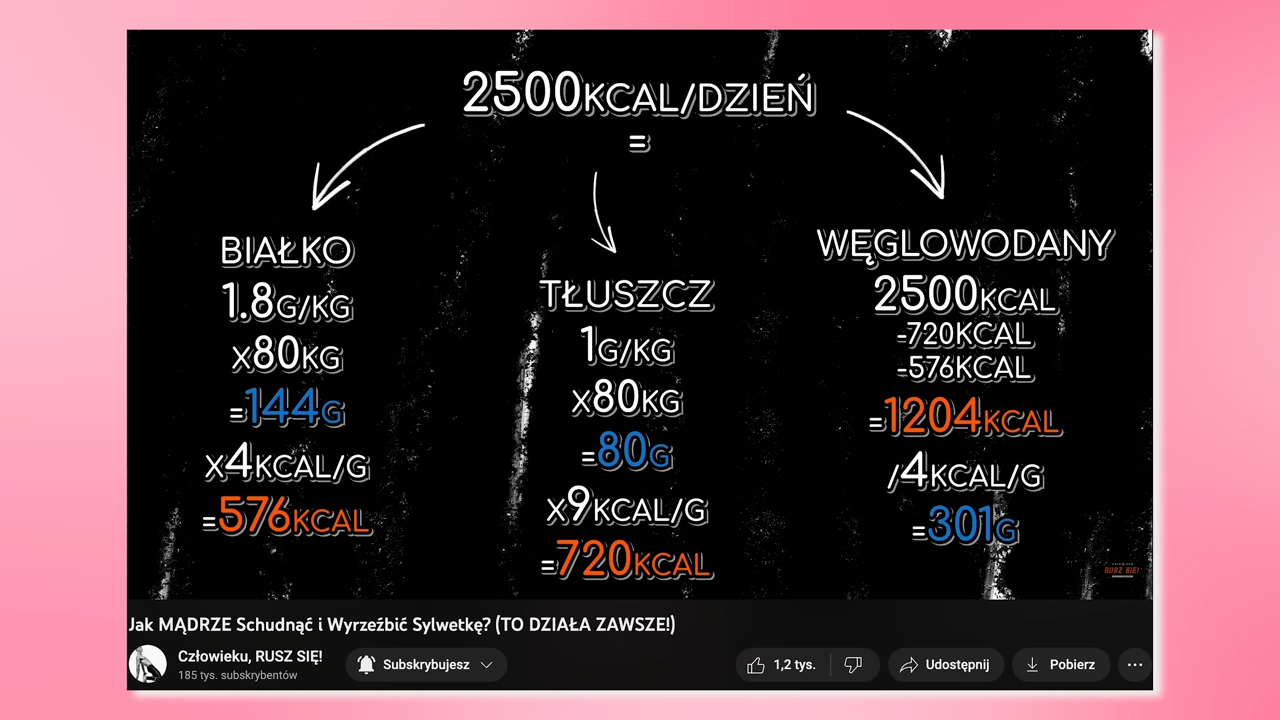 2500KCAL/DZIEŃ
=
BIAŁKO
1.8G/KG
X80KG
=144G
X4KCAL/G
=576KCAL
TŁUSZCZ
1G/KG
X80KG
=80G
X9KCAL/G
=720KCAL
WĘGLOWODANY
2500KCAL
-720KCAL
-576KCAL
=1204KCAL
/4KCAL/G
=301G
RUSZ SIĘ!
Jak MĄDRZE Schudnąć i Wyrzeźbić Sylwetkę? (TO DZIAŁA ZAWSZE!)
Człowieku, RUSZ SIĘ!
185 tys. subskrybentów
Subskrybujesz
1,2 tys.
Udostępnij
Pobierz